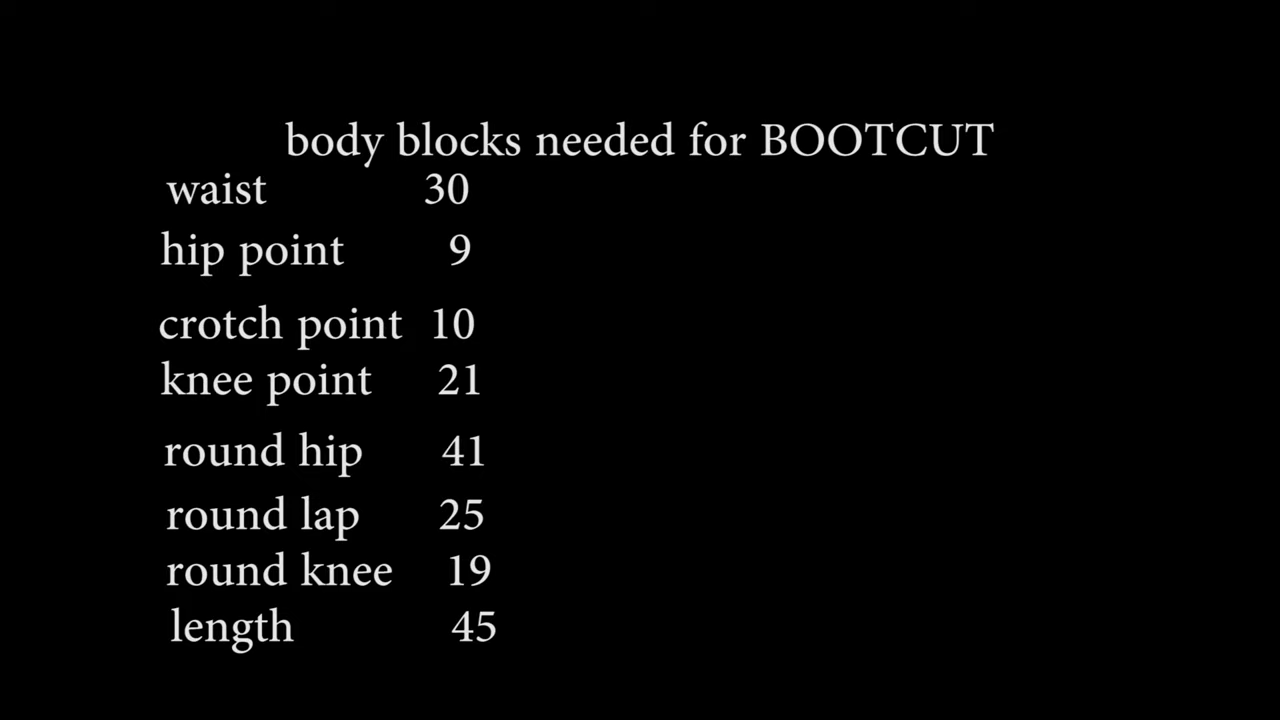 body blocks needed for BOOTCUT
waist 30
hip point 9
crotch point 10
knee point 21
round hip 41
round lap 25
round knee 19
length 45